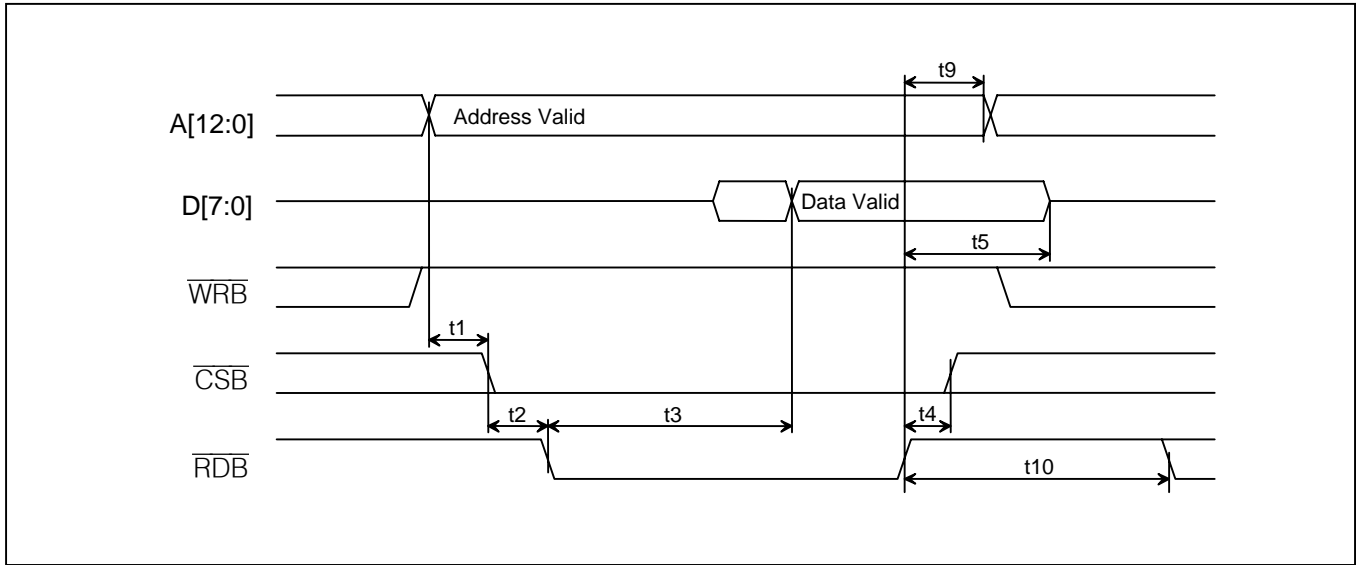 t9
A[12:0] Address Valid
D[7:0] Data Valid
t5
WRB
t1
CSB
t2 t3 t4
RDB
t10